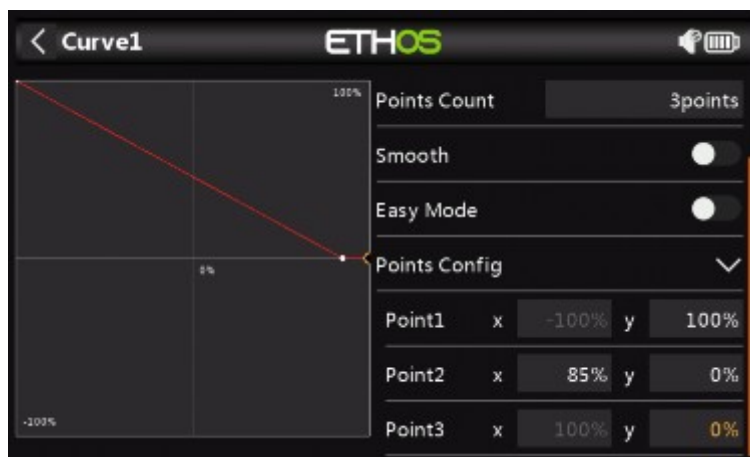 Curve1 ETHOS
100%
0%
-100%
Points Count 3points
Smooth
Easy Mode
Points Config
Point1 x -100% y 100%
Point2 x 85% y 0%
Point3 x 100% y 0%